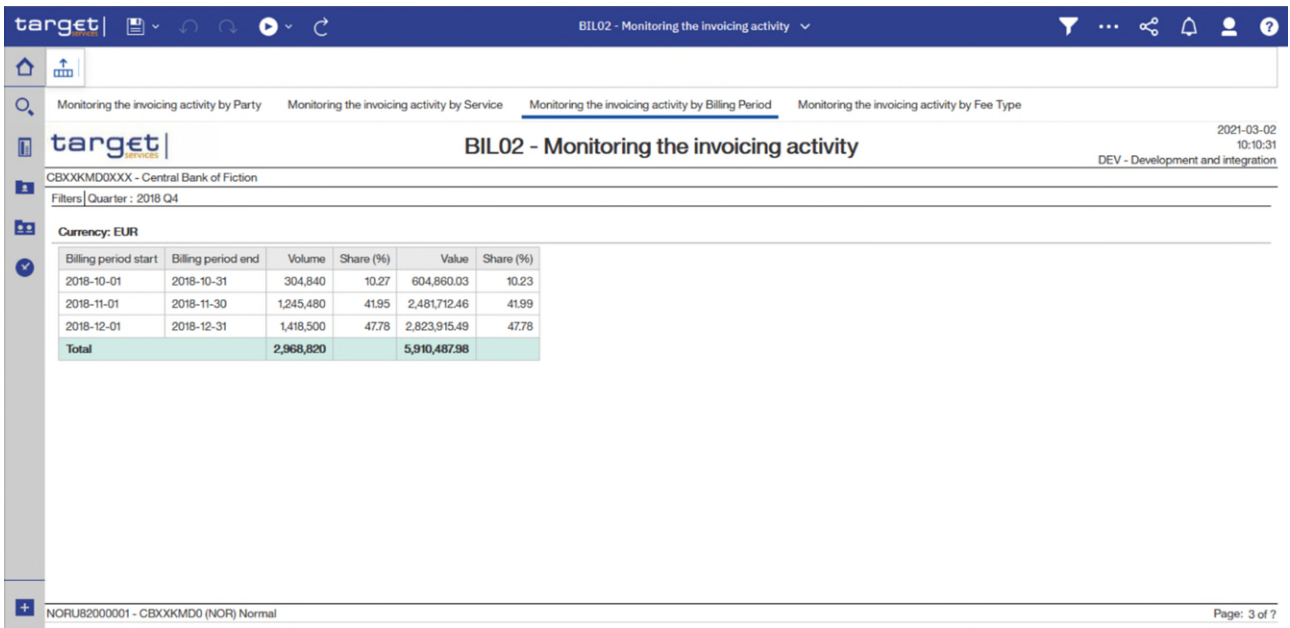 target|
services
BIL02 - Monitoring the invoicing activity
Monitoring the invoicing activity by Party Monitoring the invoicing activity by Service Monitoring the invoicing activity by Billing Period Monitoring the invoicing activity by Fee Type
target|
services
BIL02 - Monitoring the invoicing activity
2021-03-02
10:10:31
DEV - Development and integration
CBXXKMD0XXX - Central Bank of Fiction
Filters Quarter : 2018 Q4
Currency: EUR
Billing period start Billing period end Volume Share (%) Value Share (%)
2018-10-01 2018-10-31 304,840 10.27 604,860.03 10.23
2018-11-01 2018-11-30 1,245,480 41.95 2,481,712.46 41.99
2018-12-01 2018-12-31 1,418,500 47.78 2,823,915.49 47.78
Total 2,968,820 5,910,487.98
NORU82000001 - CBXXKMD0 (NOR) Normal Page: 3 of ?